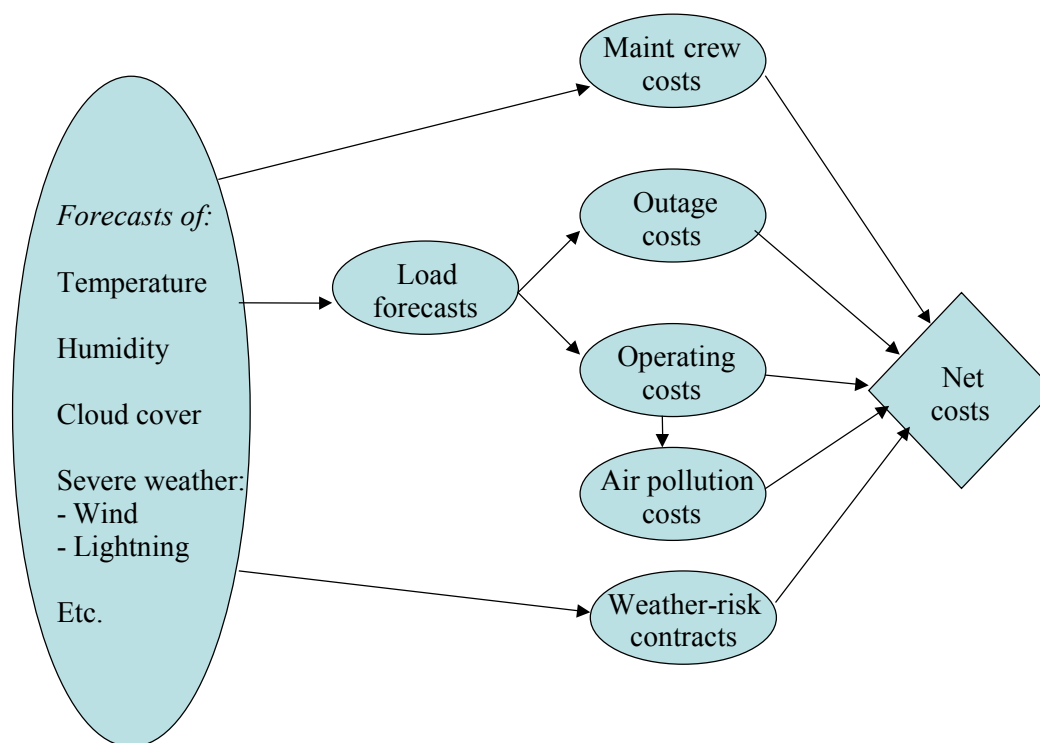 Forecasts of:
Temperature
Humidity
Cloud cover
Severe weather:
- Wind
- Lightning
Etc.
Load
forecasts
Maint crew
costs
Outage
costs
Operating
costs
Air pollution
costs
Weather-risk
contracts
Net
costs